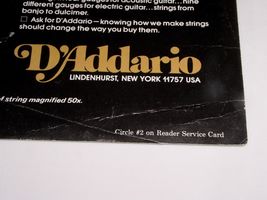 gauges for acoustic guitar...nine
different gauges for electric guitar...strings from
banjo to dulcimer.
Ask for D'Addario – knowing how we make strings
should change the way you buy them.
D'Addario
LINDENHURST, NEW YORK 11757 USA
of string magnified 50x.
Circle #2 on Reader Service Card